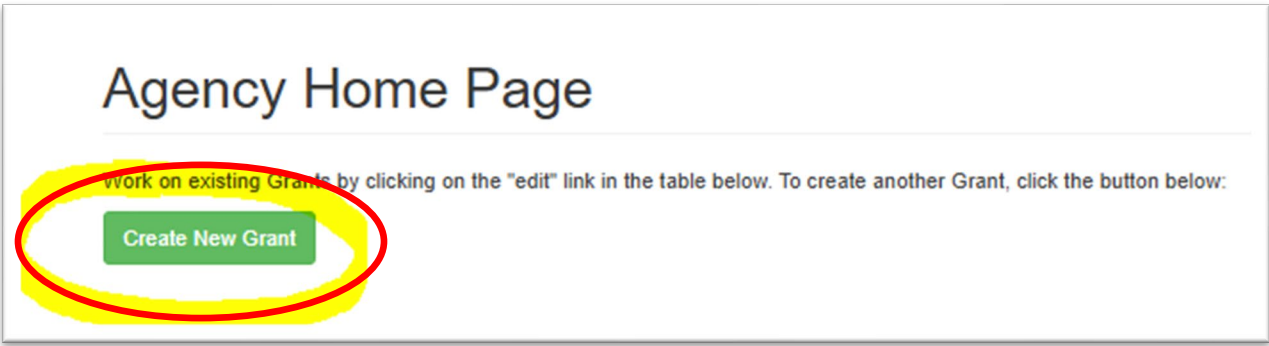 Agency Home Page
Work on existing Grants by clicking on the "edit" link in the table below. To create another Grant, click the button below:
Create New Grant